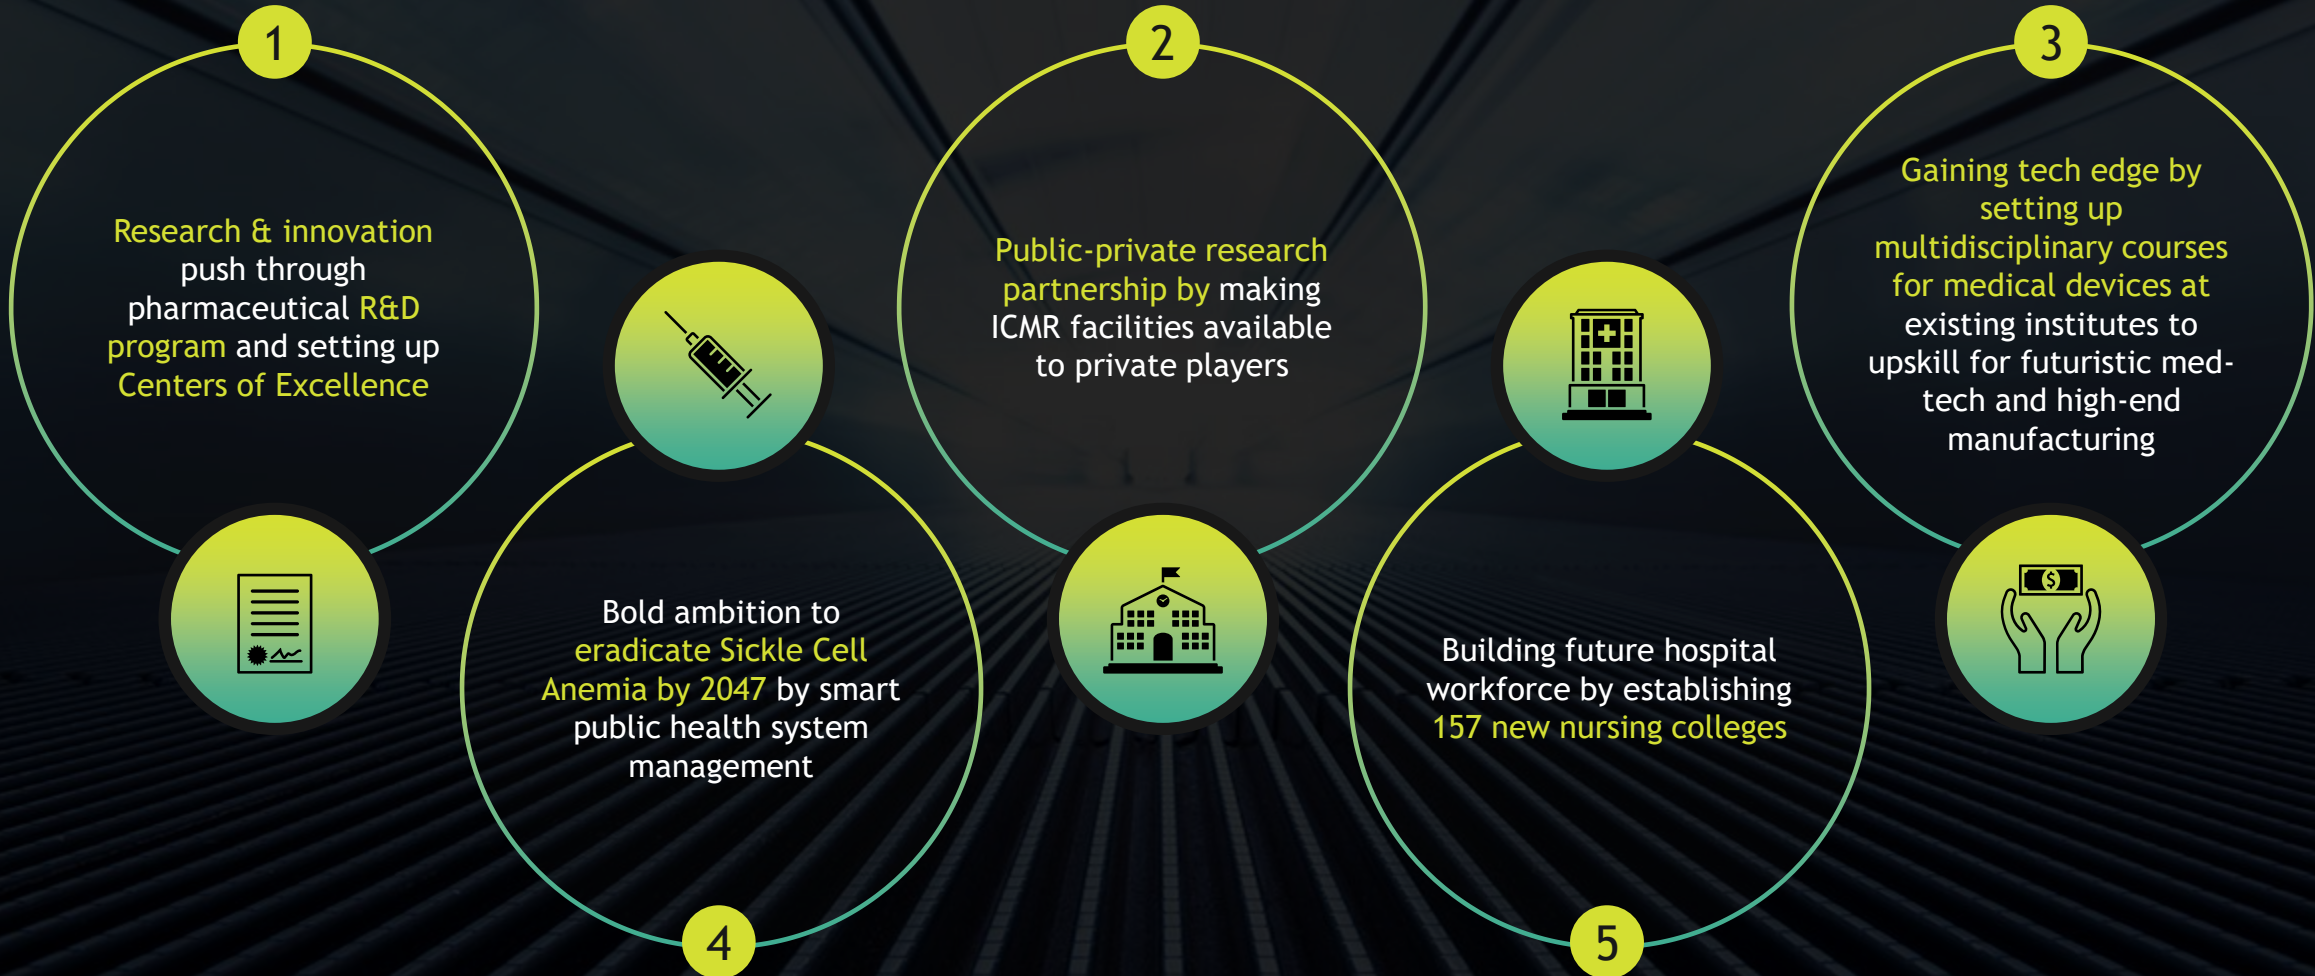 1
Research & innovation
push through
pharmaceutical R&D
program and setting up
Centers of Excellence
2
Public-private research
partnership by making
ICMR facilities available
to private players
3
Gaining tech edge by
setting up
multidisciplinary courses
for medical devices at
existing institutes to
upskill for futuristic med-
tech and high-end
manufacturing
$
Bold ambition to
eradicate Sickle Cell
Anemia by 2047 by smart
public health system
management
4
Building future hospital
workforce by establishing
157 new nursing colleges
5